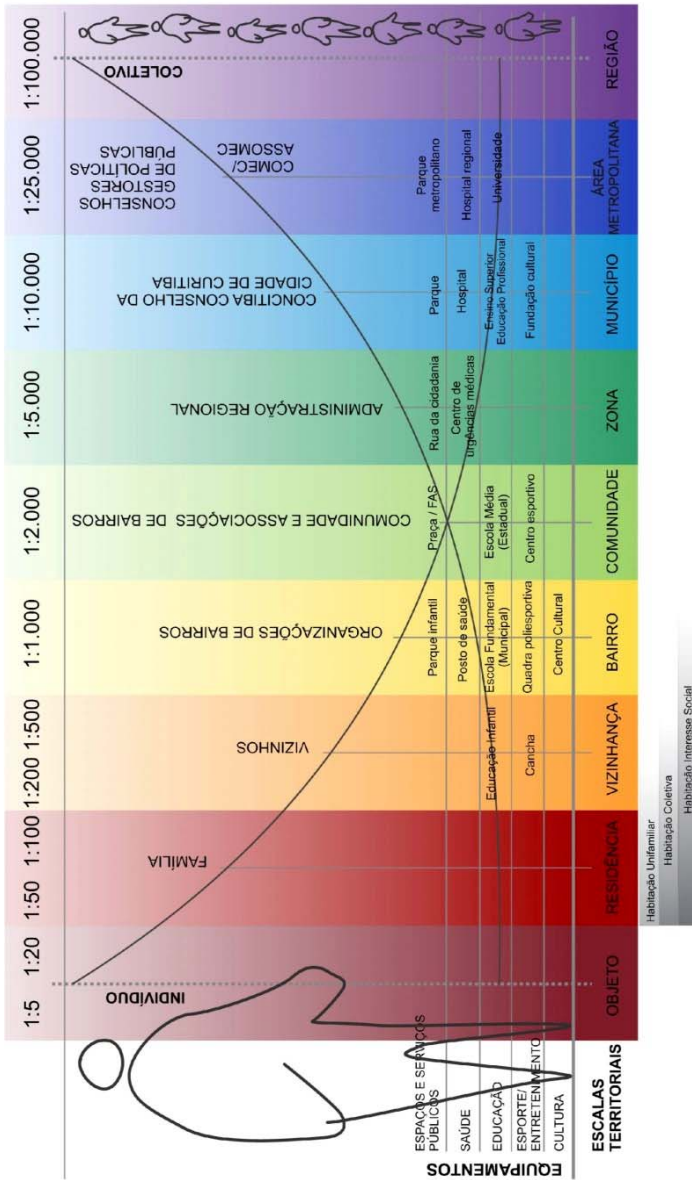 1:5
1:20
1:50
1:100
1:200
1:500
1:1.000
1:2.000
1:5.000
1:10.000
1:25.000
1:100.000
INDIVÍDUO
FAMÍLIA
VIZINHOS
ORGANIZAÇÕES DE BAIRROS
COMUNIDADE E ASSOCIAÇÕES DE BAIRROS
ADMINISTRAÇÃO REGIONAL
CONCITIBA CONSELHO DA
CIDADE DE CURITIBA
CONSELHOS
GESTORES
DE POLÍTICAS
PÚBLICAS
COMEC/
ASSOMEC
COLETIVO
EQUIPAMENTOS
ESPAÇOS E SERVIÇOS
PÚBLICOS
Parque infantil
Praça / FAS
Rua da cidadania
Parque
Parque
metropolitano
SAÚDE
Posto de saúde
Centro de
urgências médicas
Hospital
Hospital regional
EDUCAÇÃO
Educação Infantil
Escola Fundamental
(Municipal)
Escola Média
(Estadual)
Ensino Superior
Educação Profissional
Universidade
ESPORTE/
ENTRETENIMENTO
Cancha
Quadra poliesportiva
Centro esportivo
Fundação cultural
CULTURA
Centro Cultural
ESCALAS
TERRITORIAIS
OBJETO
RESIDÊNCIA
VIZINHANÇA
BAIRRO
COMUNIDADE
ZONA
MUNICÍPIO
ÁREA
METROPOLITANA
REGIÃO
Habitação Unifamiliar
Habitação Coletiva
Habitação Interesse Social